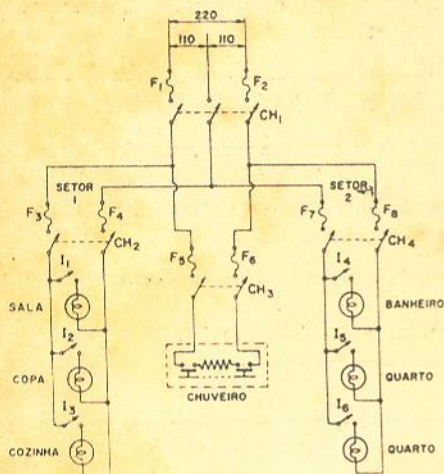 220
110 110
F1 F2
CH1
SETOR 1
SETOR 2
F3 F4 F7 F8
CH2 CH4
F5 F6
I1 I4
CH3
SALA BANHEIRO
I2 I5
COPA QUARTO
CHUVEIRO
I3 I6
COZINHA QUARTO